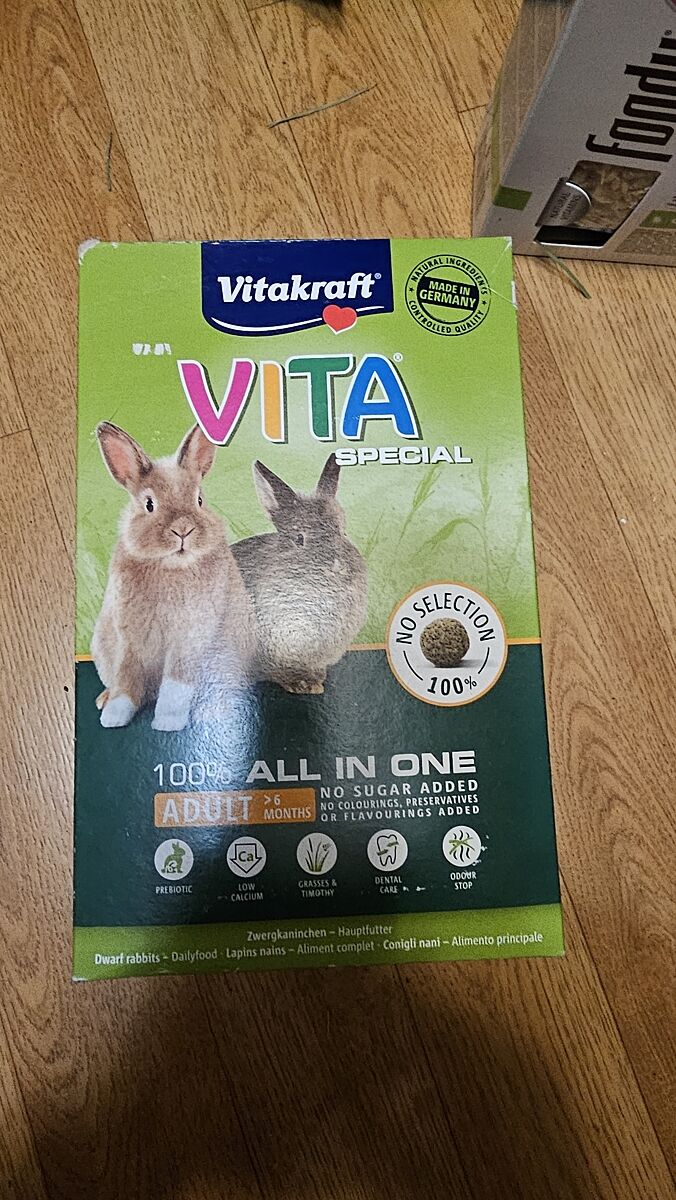 foody
Vitakraft®
NATURAL INGREDIENTS
MADE IN
GERMANY
CONTROLLED QUALITY
VITA®
SPECIAL
NO SELECTION
100%
100% ALL IN ONE
ADULT >6 MONTHS
NO SUGAR ADDED
NO COLOURINGS, PRESERVATIVES
OR FLAVOURINGS ADDED
PREBIOTIC
Ca
LOW
CALCIUM
GRASSES &
TIMOTHY
DENTAL
CARE
ODOUR
STOP
Zwergkaninchen – Hauptfutter
Dwarf rabbits – Dailyfood · Lapins nains – Aliment complet · Conigli nani – Alimento principale